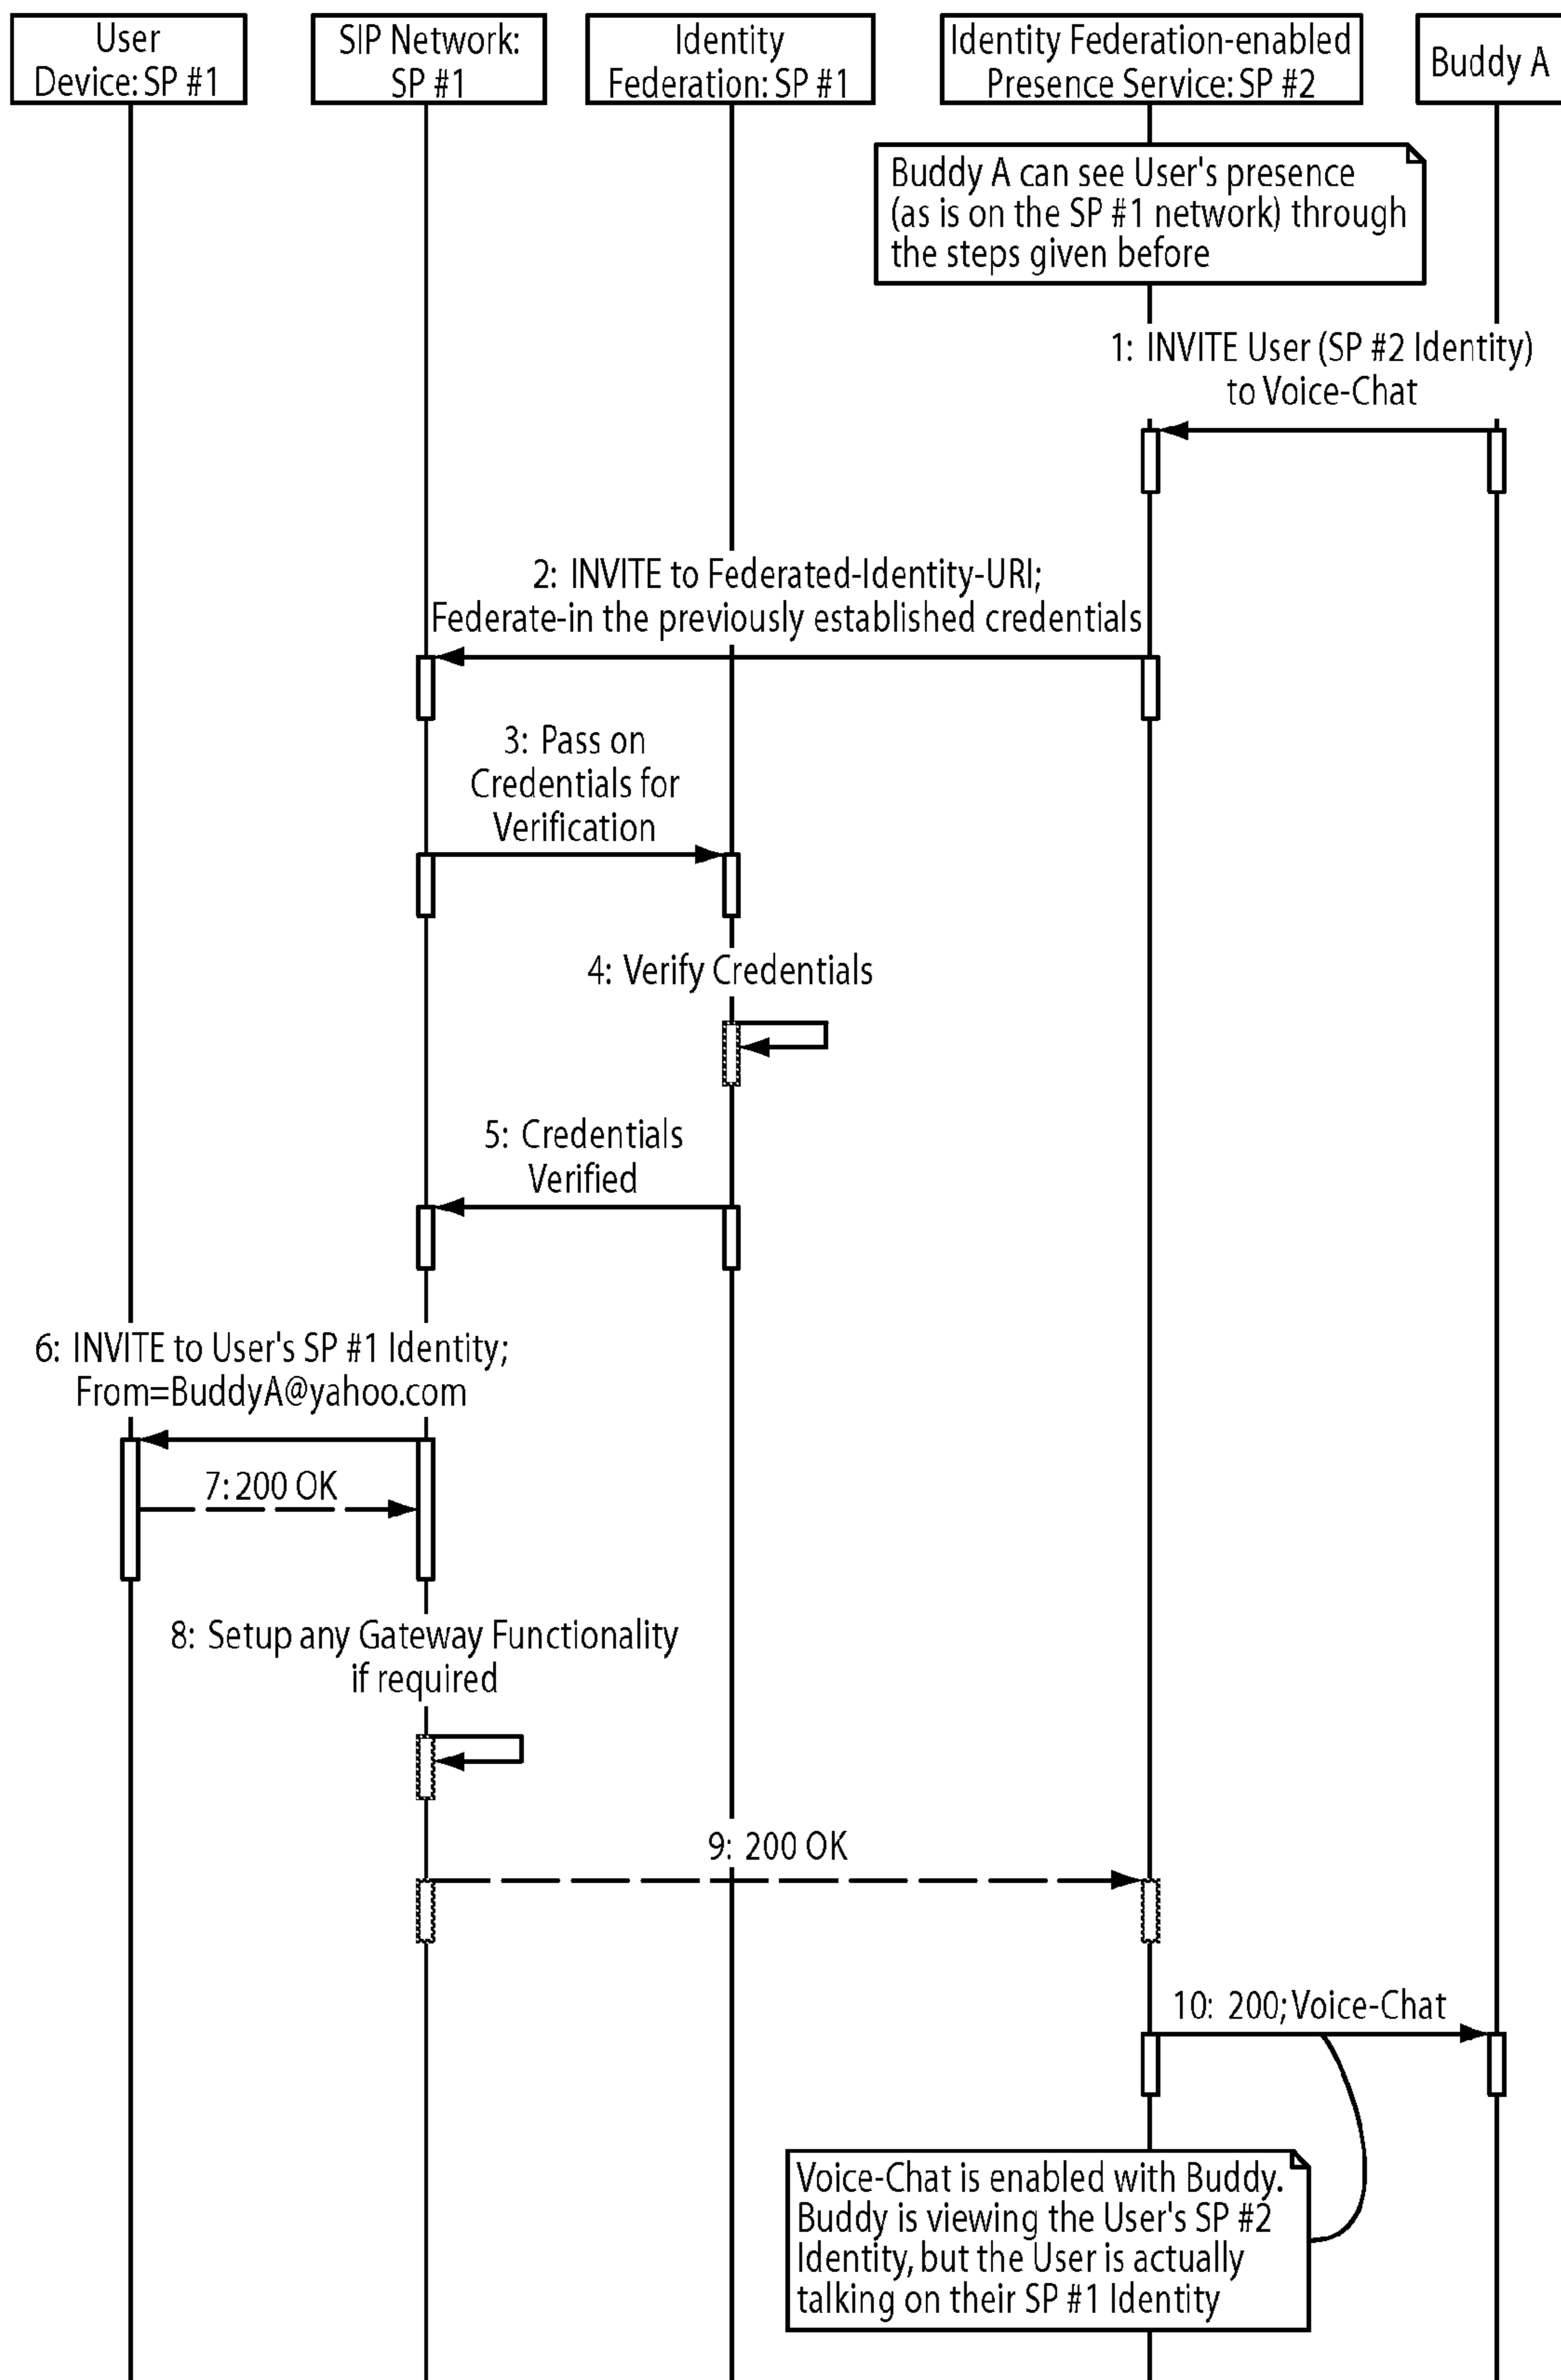 User
Device: SP #1
SIP Network:
SP #1
Identity
Federation: SP #1
Identity Federation-enabled
Presence Service: SP #2
Buddy A
Buddy A can see User's presence
(as is on the SP #1 network) through
the steps given before
1: INVITE User (SP #2 Identity)
to Voice-Chat
2: INVITE to Federated-Identity-URI;
Federate-in the previously established credentials
3: Pass on
Credentials for
Verification
4: Verify Credentials
5: Credentials
Verified
6: INVITE to User's SP #1 Identity;
From=BuddyA@yahoo.com
7: 200 OK
8: Setup any Gateway Functionality
if required
9: 200 OK
10: 200; Voice-Chat
Voice-Chat is enabled with Buddy.
Buddy is viewing the User's SP #2
Identity, but the User is actually
talking on their SP #1 Identity